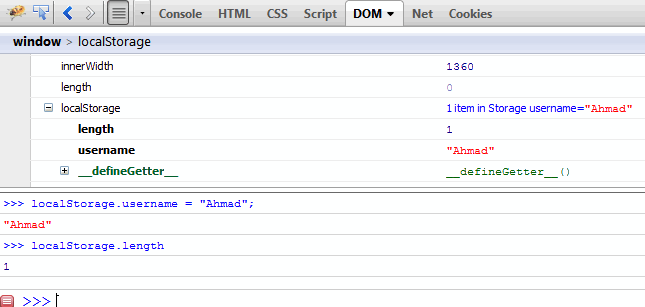 Console HTML CSS Script DOM Net Cookies
window > localStorage
innerWidth 1360
length 0
localStorage 1 item in Storage username="Ahmad"
length 1
username "Ahmad"
__defineGetter__ __defineGetter__()
>>> localStorage.username = "Ahmad";
"Ahmad"
>>> localStorage.length
1
>>>